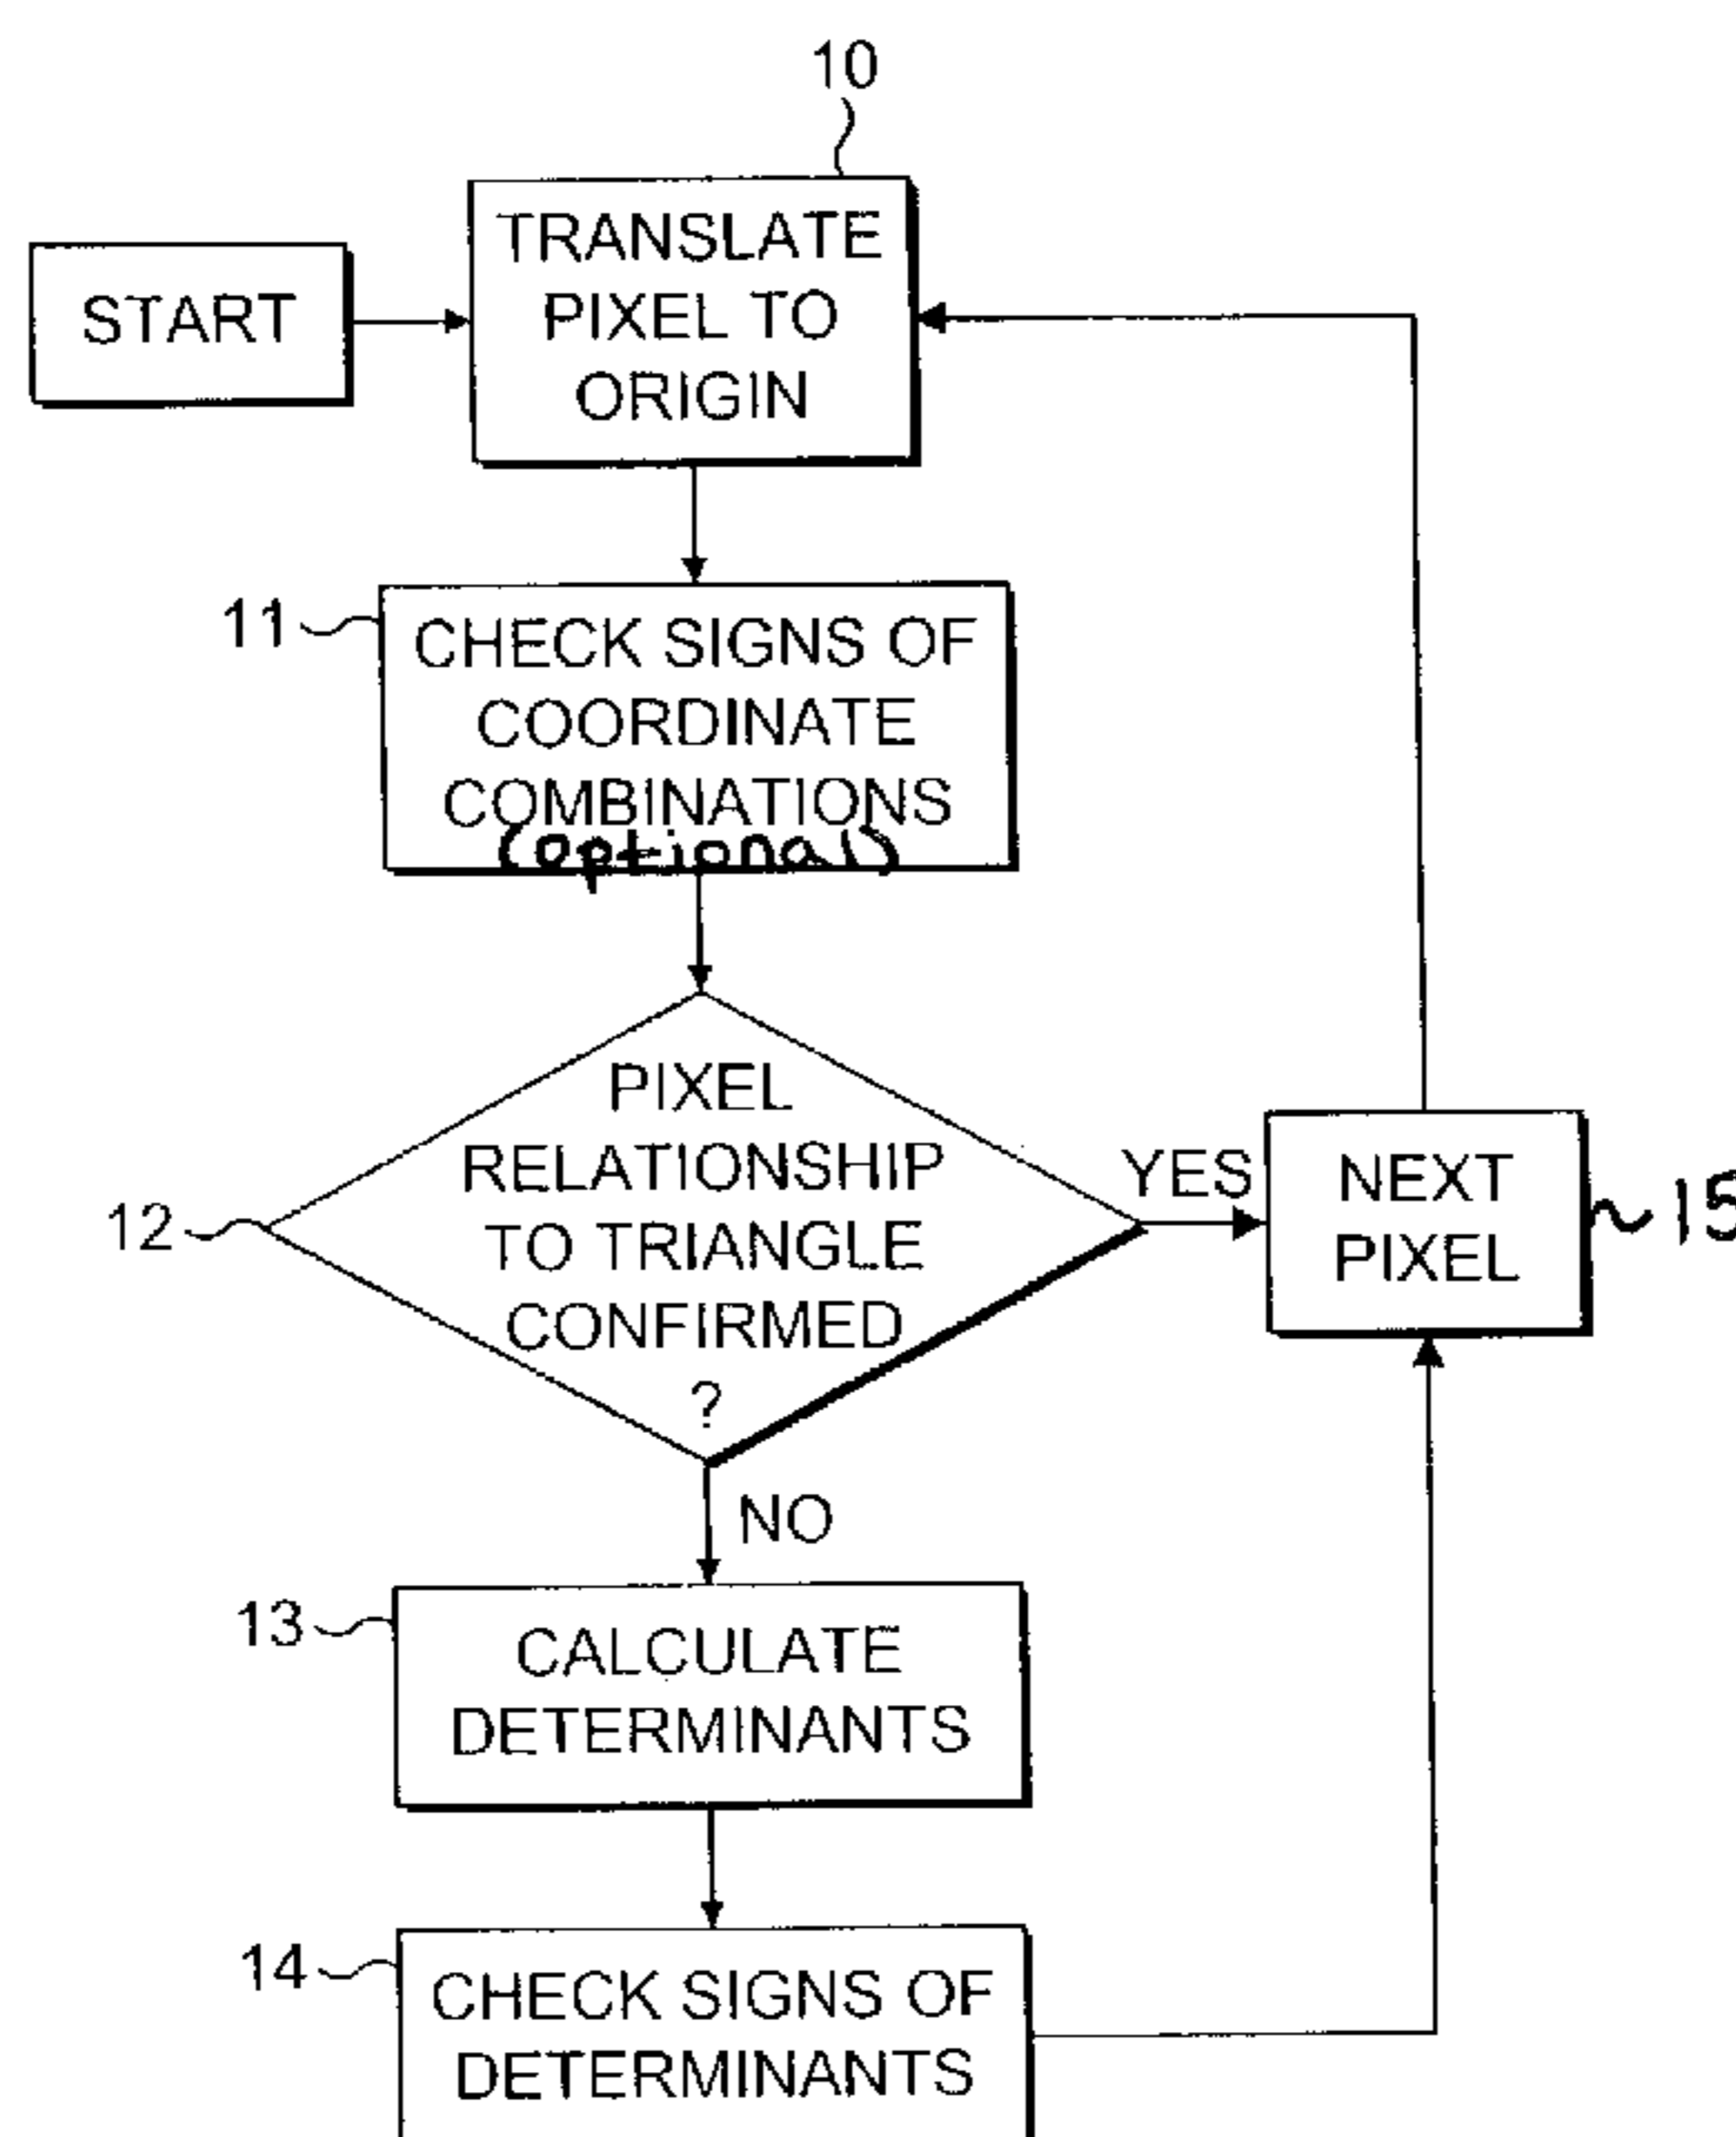 10
START
TRANSLATE
PIXEL TO
ORIGIN
11
CHECK SIGNS OF
COORDINATE
COMBINATIONS
(optional)
12
PIXEL
RELATIONSHIP
TO TRIANGLE
CONFIRMED
?
YES
NEXT
PIXEL
15
NO
13
CALCULATE
DETERMINANTS
14
CHECK SIGNS OF
DETERMINANTS